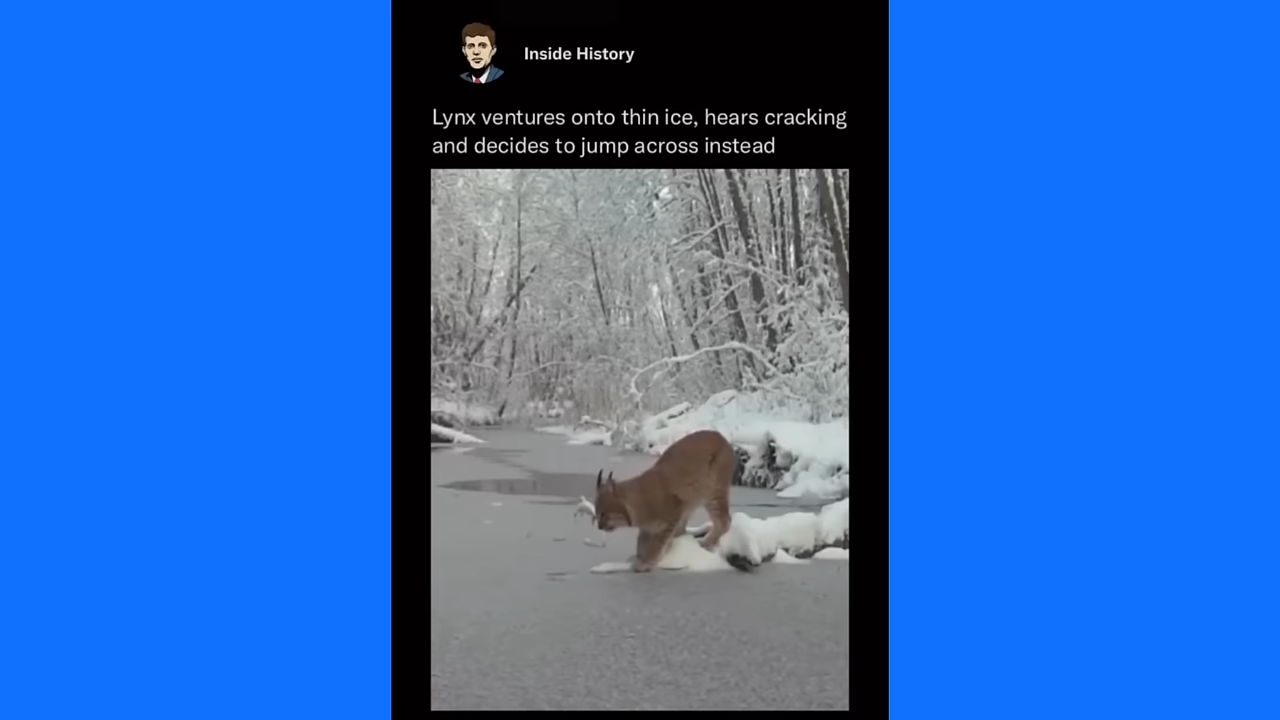 Inside History
Lynx ventures onto thin ice, hears cracking
and decides to jump across instead